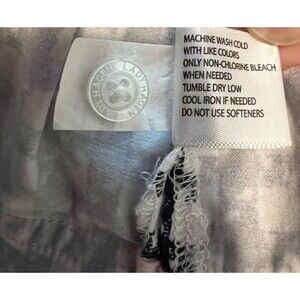 MACHINE WASH COLD
WITH LIKE COLORS
ONLY NON-CHLORINE BLEACH
WHEN NEEDED
TUMBLE DRY LOW
COOL IRON IF NEEDED
DO NOT USE SOFTENERS